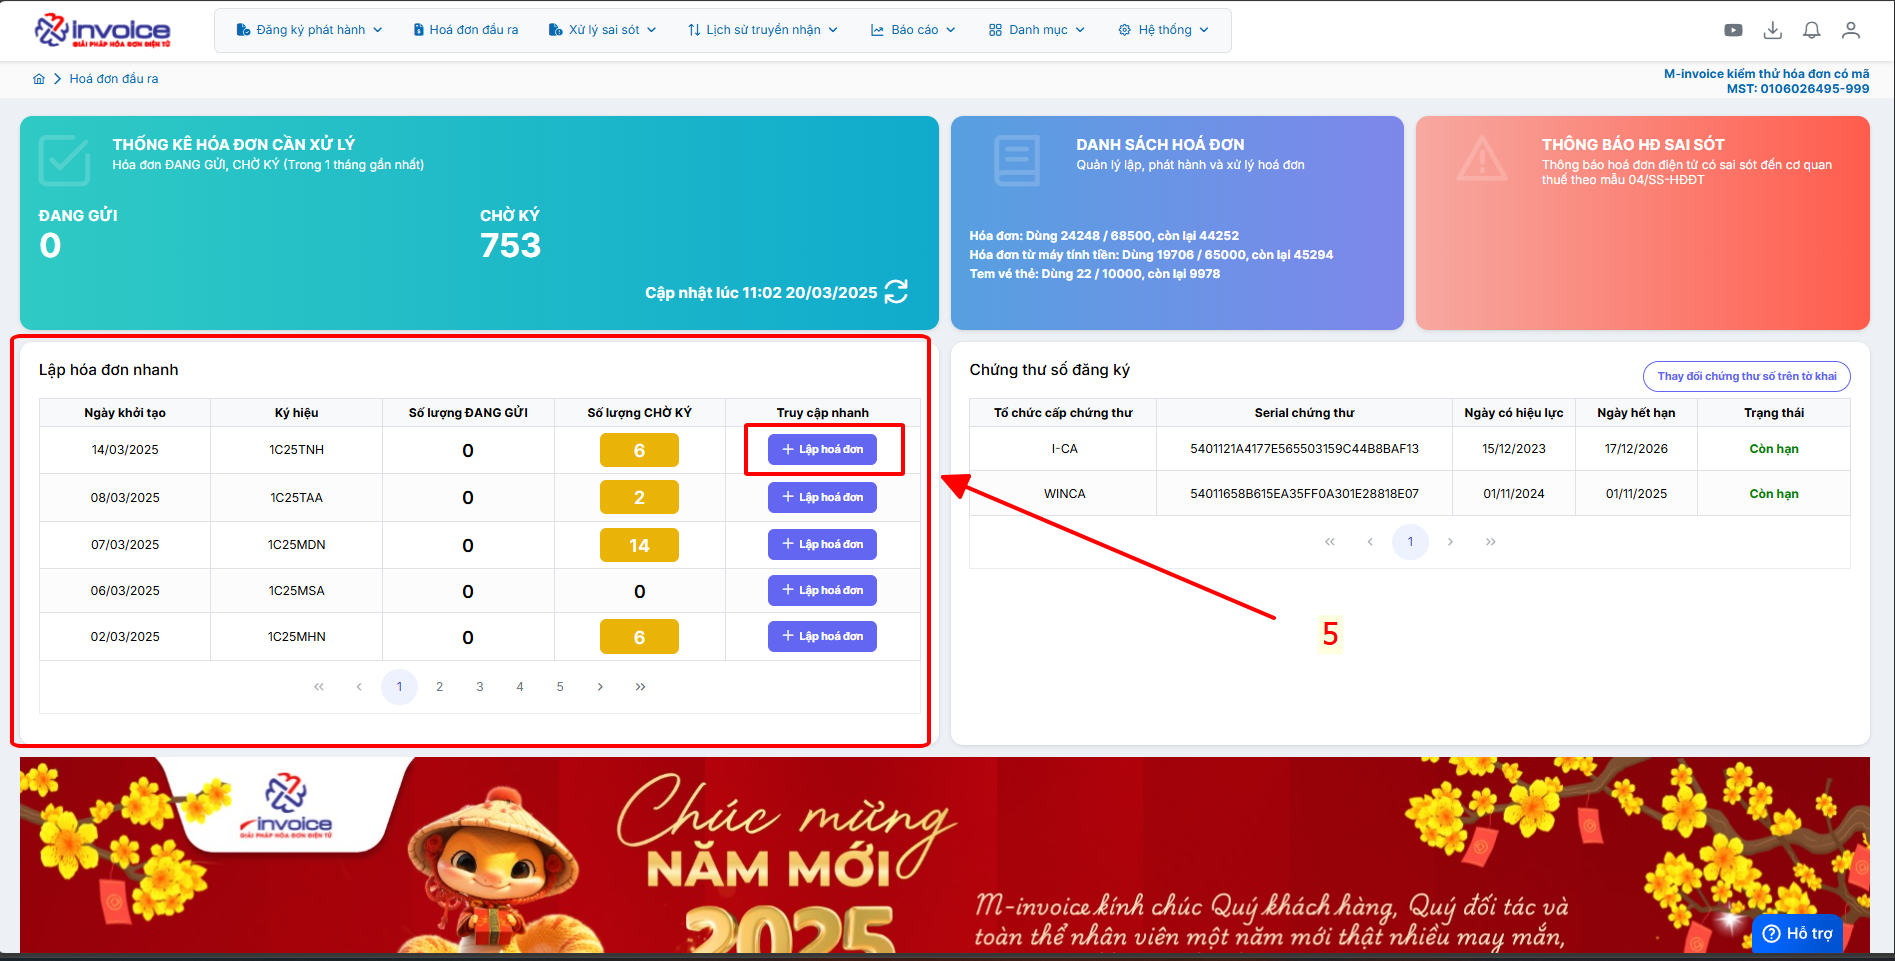 invoice
GIẢI PHÁP HÓA ĐƠN ĐIỆN TỬ
Đăng ký phát hành
Hoá đơn đầu ra
Xử lý sai sót
Lịch sử truyền nhận
Báo cáo
Danh mục
Hệ thống
Hoá đơn đầu ra
M-invoice kiểm thử hóa đơn có mã
MST: 0106026495-999
THỐNG KÊ HÓA ĐƠN CẦN XỬ LÝ
Hóa đơn ĐANG GỬI, CHỜ KÝ (Trong 1 tháng gần nhất)
ĐANG GỬI
0
CHỜ KÝ
753
Cập nhật lúc 11:02 20/03/2025
DANH SÁCH HOÁ ĐƠN
Quản lý lập, phát hành và xử lý hoá đơn
Hóa đơn: Dùng 24248 / 68500, còn lại 44252
Hóa đơn từ máy tính tiền: Dùng 19706 / 65000, còn lại 45294
Tem vé thẻ: Dùng 22 / 10000, còn lại 9978
THÔNG BÁO HĐ SAI SÓT
Thông báo hoá đơn điện tử có sai sót đến cơ quan
thuế theo mẫu 04/SS-HĐĐT
Lập hóa đơn nhanh
Ngày khởi tạo Ký hiệu Số lượng ĐANG GỬI Số lượng CHỜ KÝ Truy cập nhanh
14/03/2025 1C25TNH 0 6 + Lập hoá đơn
08/03/2025 1C25TAA 0 2 + Lập hoá đơn
07/03/2025 1C25MDN 0 14 + Lập hoá đơn
06/03/2025 1C25MSA 0 0 + Lập hoá đơn
02/03/2025 1C25MHN 0 6 + Lập hoá đơn
« ‹ 1 2 3 4 5 › »
Chứng thư số đăng ký
Thay đổi chứng thư số trên tờ khai
Tổ chức cấp chứng thư Serial chứng thư Ngày có hiệu lực Ngày hết hạn Trạng thái
I-CA 5401121A4177E565503159C44B8BAF13 15/12/2023 17/12/2026 Còn hạn
WINCA 54011658B615EA35FF0A301E28818E07 01/11/2024 01/11/2025 Còn hạn
« ‹ 1 › »
5
invoice
GIẢI PHÁP HÓA ĐƠN ĐIỆN TỬ
Chúc mừng
NĂM MỚI
2025
M-invoice kính chúc Quý khách hàng, Quý đối tác và
toàn thể nhân viên một năm mới thật nhiều may mắn,
Hỗ trợ